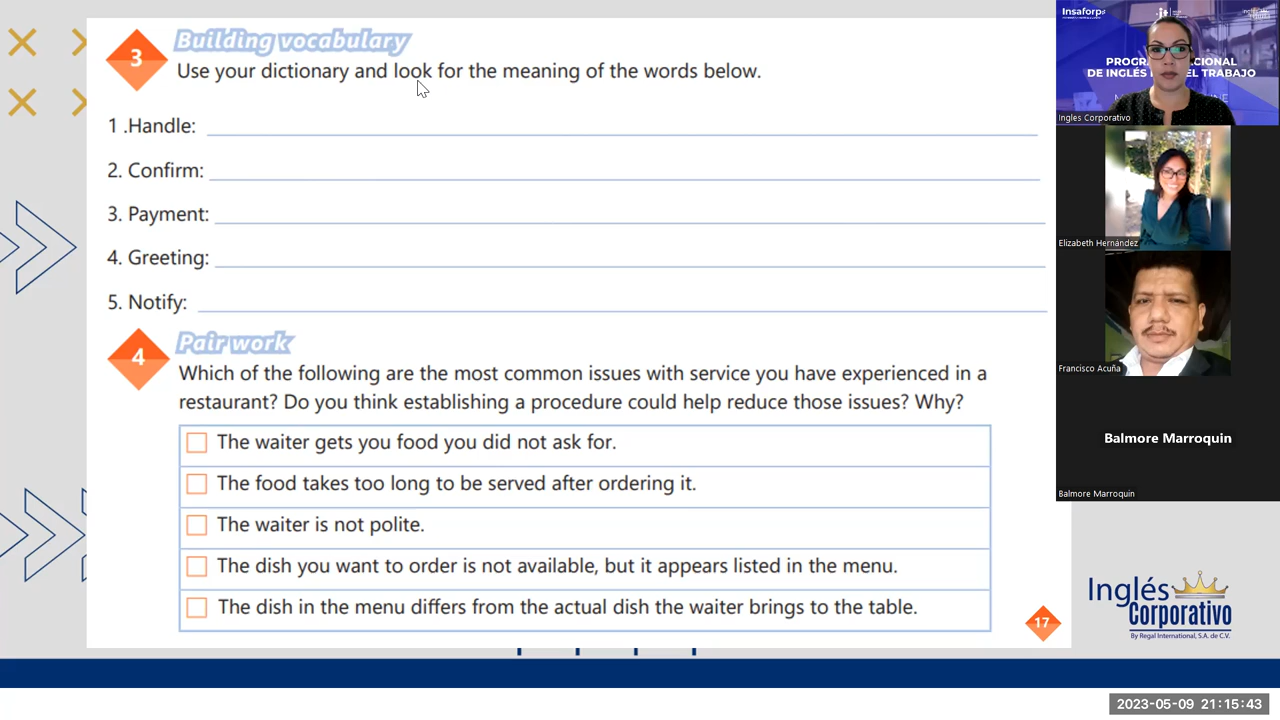 3
Building vocabulary
Use your dictionary and look for the meaning of the words below.
1 .Handle:
2. Confirm:
3. Payment:
4. Greeting:
5. Notify:
4
Pair work
Which of the following are the most common issues with service you have experienced in a
restaurant? Do you think establishing a procedure could help reduce those issues? Why?
The waiter gets you food you did not ask for.
The food takes too long to be served after ordering it.
The waiter is not polite.
The dish you want to order is not available, but it appears listed in the menu.
The dish in the menu differs from the actual dish the waiter brings to the table.
17
Insaforp
Ingles Corporativo
Elizabeth Hernández
Francisco Acuña
Balmore Marroquin
Balmore Marroquin
Inglés
Corporativo
By Regal International, S.A. de C.V.
2023-05-09 21:15:43